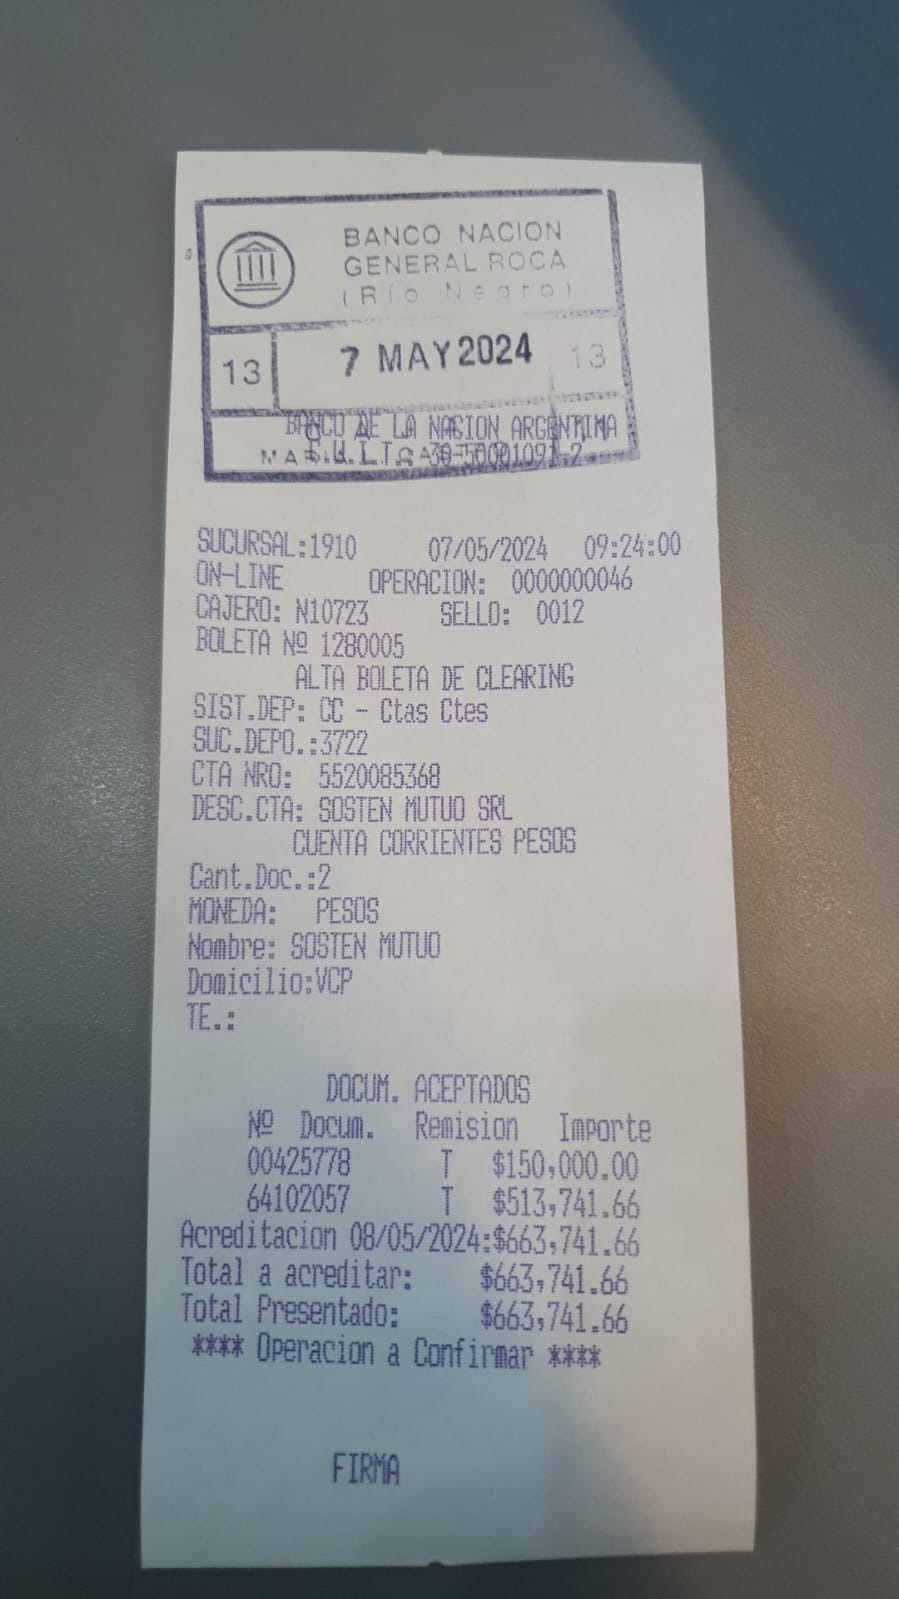 BANCO NACION
GENERAL ROCA
(Río Negro)
13 7 MAY 2024 13
BANCO DE LA NACION ARGENTINA
C.U.I.T. 30-50001091-2
SUCURSAL:1910 07/05/2024 09:24:00
ON-LINE OPERACION: 0000000046
CAJERO: N10723 SELLO: 0012
BOLETA Nº 1280005
ALTA BOLETA DE CLEARING
SIST.DEP: CC - Ctas Ctes
SUC.DEPO.:3722
CTA NRO: 5520085368
DESC.CTA: SOSTEN MUTUO SRL
CUENTA CORRIENTES PESOS
Cant.Doc.:2
MONEDA: PESOS
Nombre: SOSTEN MUTUO
Domicilio:VCP
TE.:
DOCUM. ACEPTADOS
Nº Docum. Remision Importe
00425778 T $150,000.00
64102057 T $513,741.66
Acreditacion 08/05/2024:$663,741.66
Total a acreditar: $663,741.66
Total Presentado: $663,741.66
**** Operacion a Confirmar ****
FIRMA